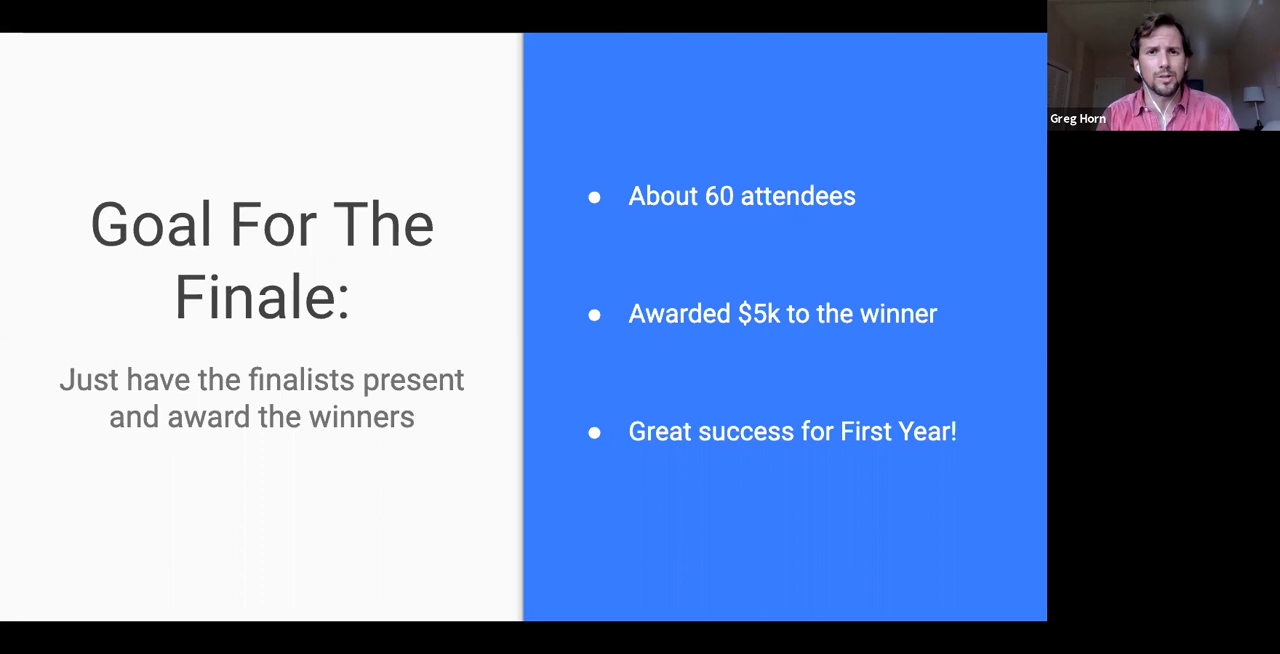 Goal For The
Finale:
Just have the finalists present
and award the winners
● About 60 attendees
● Awarded $5k to the winner
● Great success for First Year!
Greg Horn